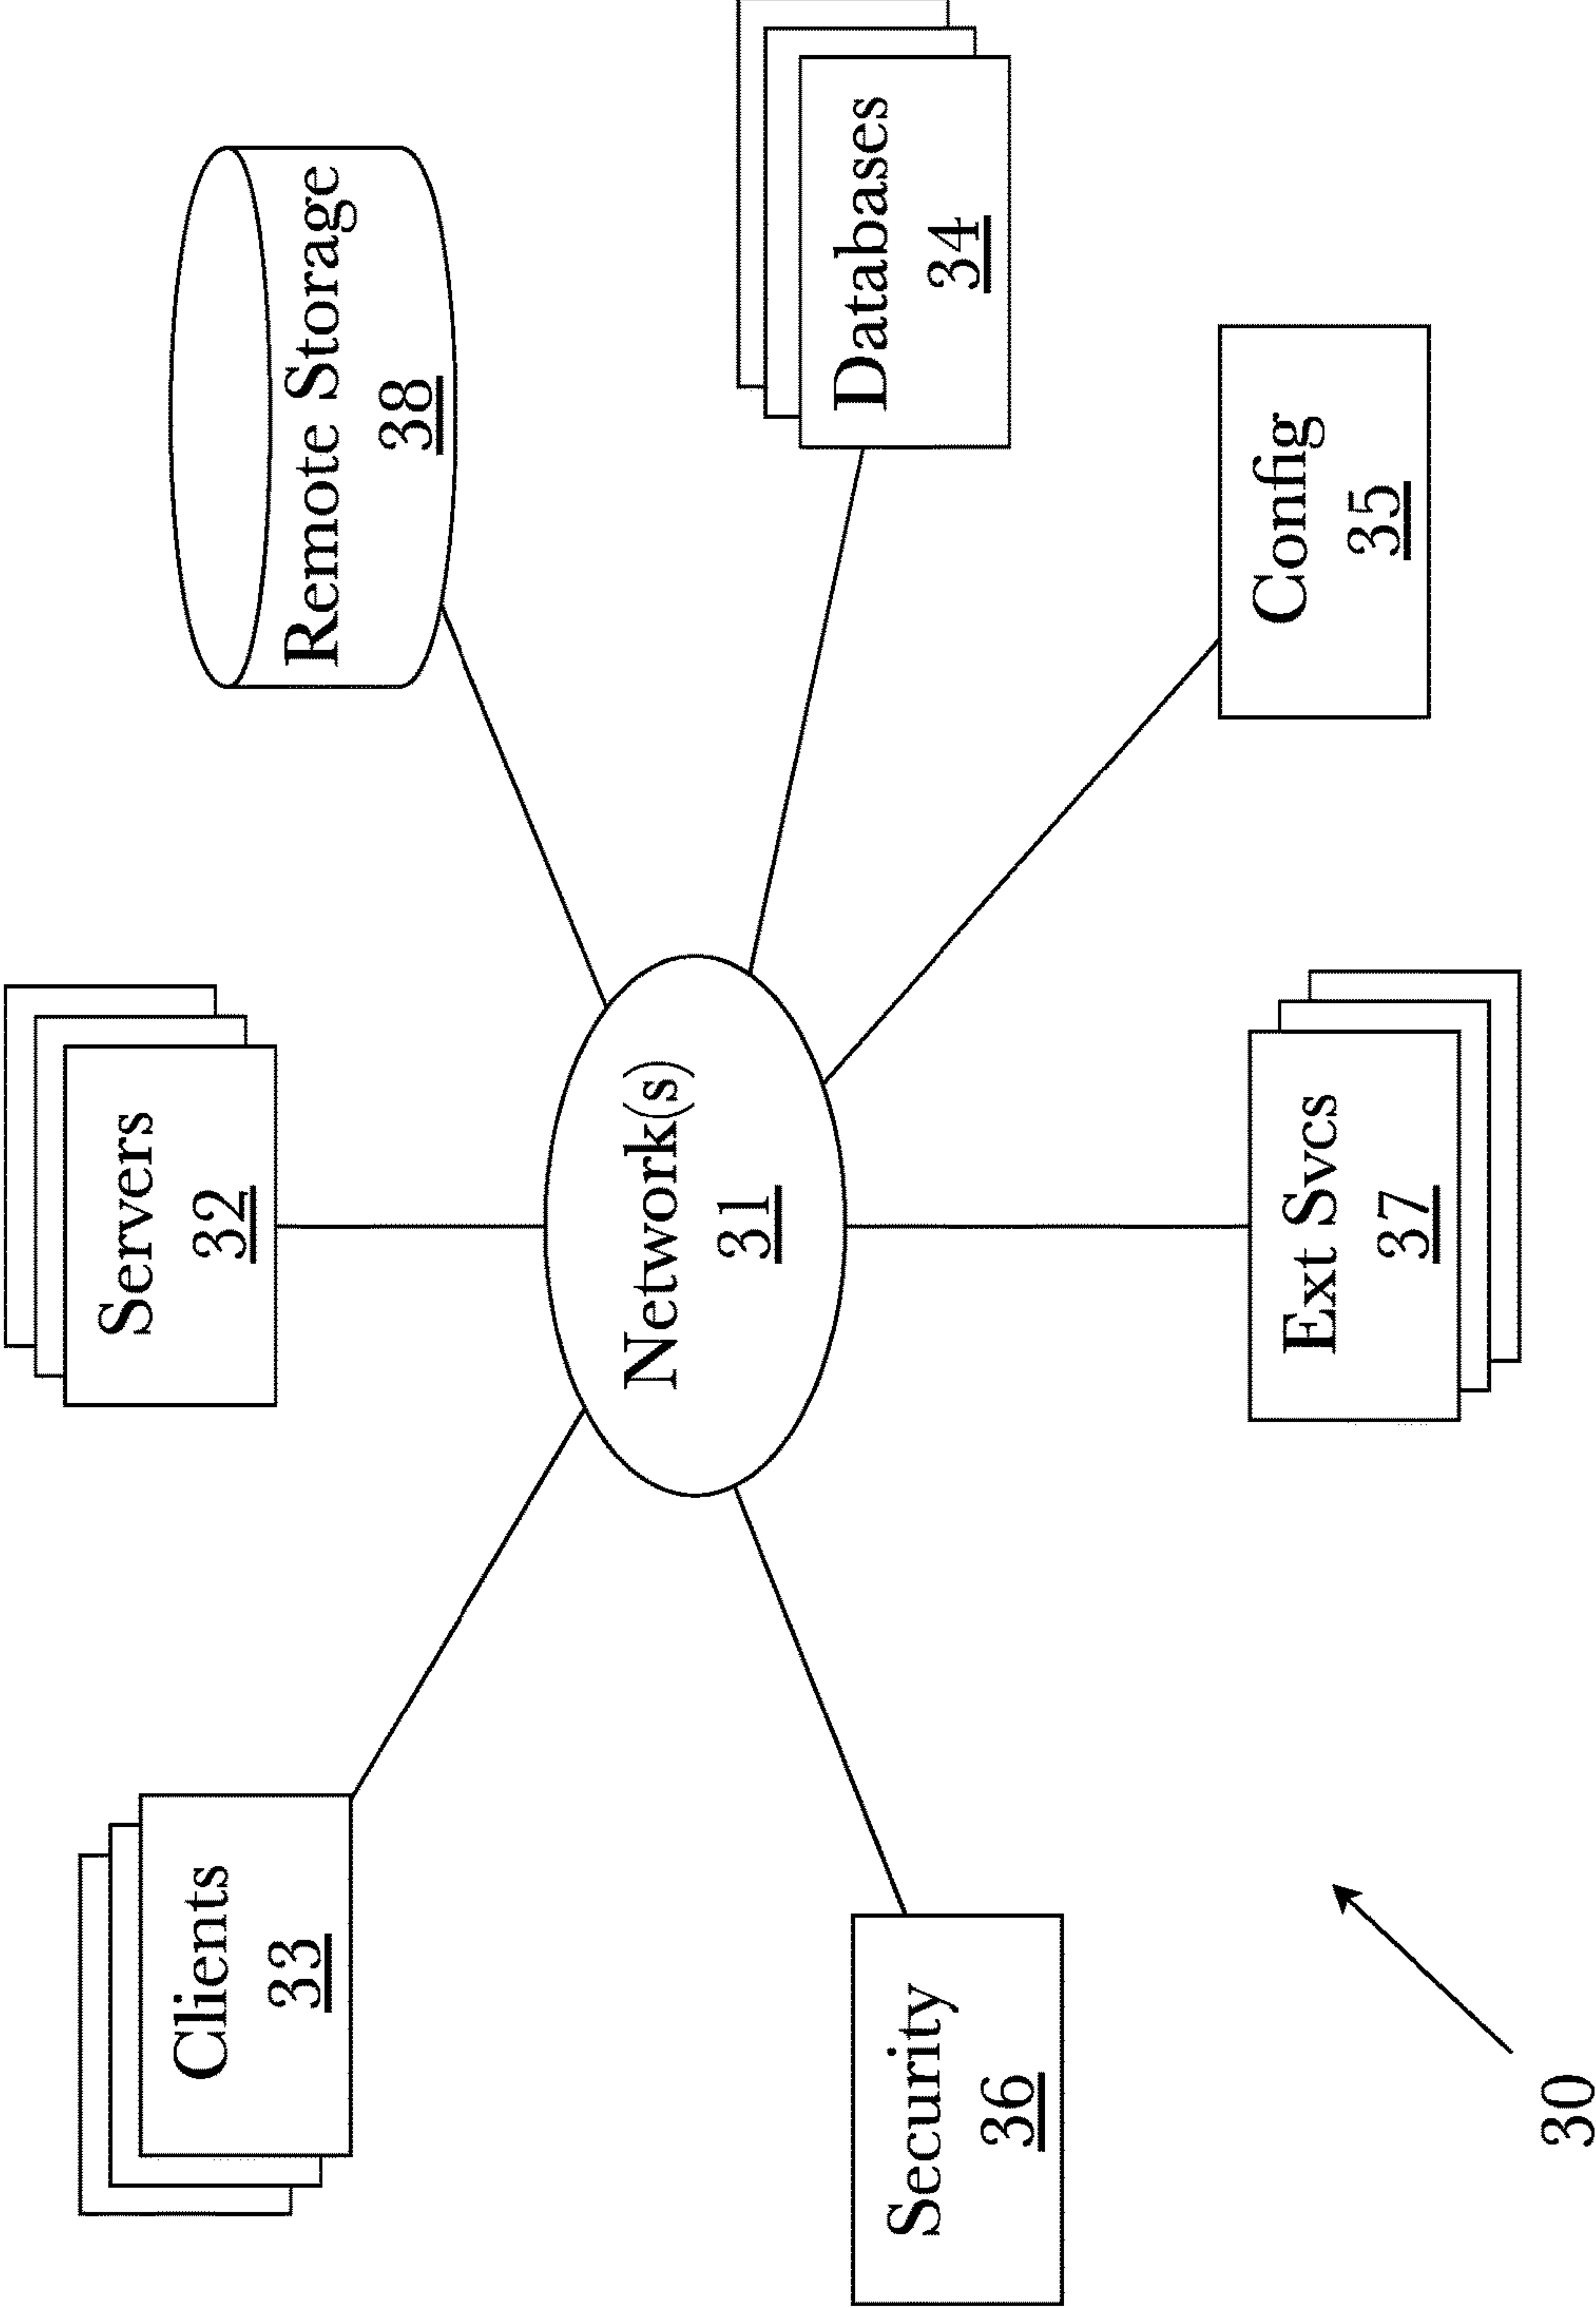 Servers
32
Clients
33
Remote Storage
38
Network(s)
31
Databases
34
Security
36
Config
35
Ext Svcs
37
30